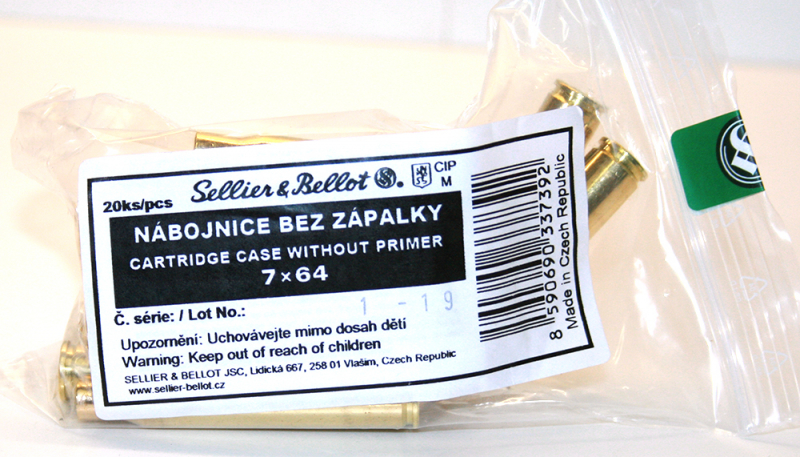 20ks/pcs Sellier & Bellot S. CIP M
NÁBOJNICE BEZ ZÁPALKY
CARTRIDGE CASE WITHOUT PRIMER
7 × 64
Č. série: / Lot No.: 1 - 19
Upozornění: Uchovávejte mimo dosah dětí
Warning: Keep out of reach of children
SELLIER & BELLOT JSC, Lidická 667, 258 01 Vlašim, Czech Republic
www.sellier-bellot.cz
8 590690 337392
Made in Czech Republic